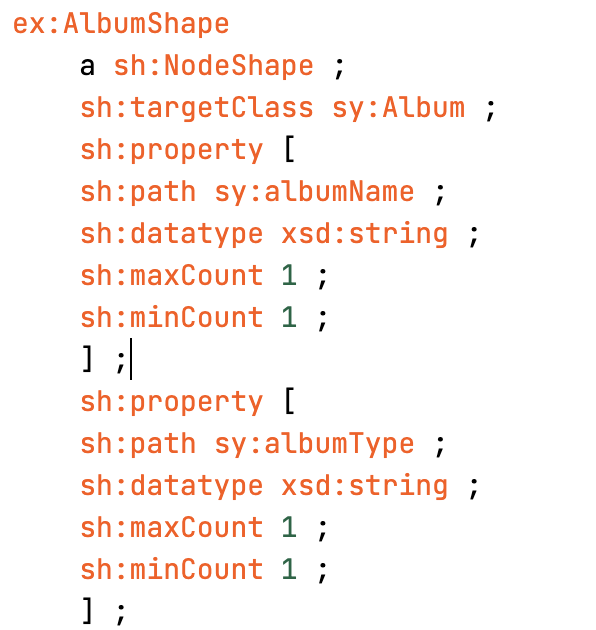 ex:AlbumShape
a sh:NodeShape ;
sh:targetClass sy:Album ;
sh:property [
sh:path sy:albumName ;
sh:datatype xsd:string ;
sh:maxCount 1 ;
sh:minCount 1 ;
] ;
sh:property [
sh:path sy:albumType ;
sh:datatype xsd:string ;
sh:maxCount 1 ;
sh:minCount 1 ;
] ;